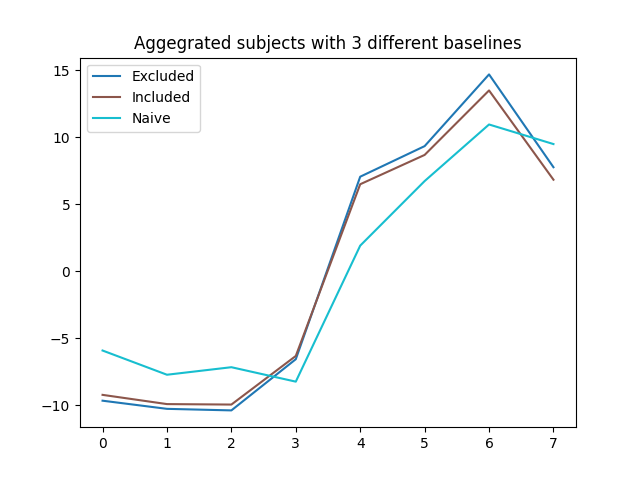 Aggegrated subjects with 3 different baselines
Excluded
Included
Naive
15
10
5
0
−5
−10
0 1 2 3 4 5 6 7